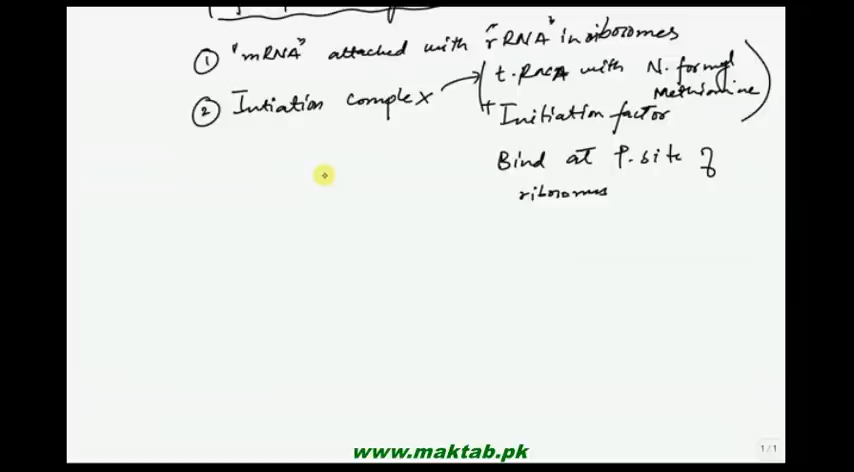 ① "mRNA" attached with "rRNA" in ribosomes
② Intiation complex → ( t.RNA with N. formyl Methionine
+ Initiation factor )
Bind at P.site of
ribosomes
www.maktab.pk
1/1